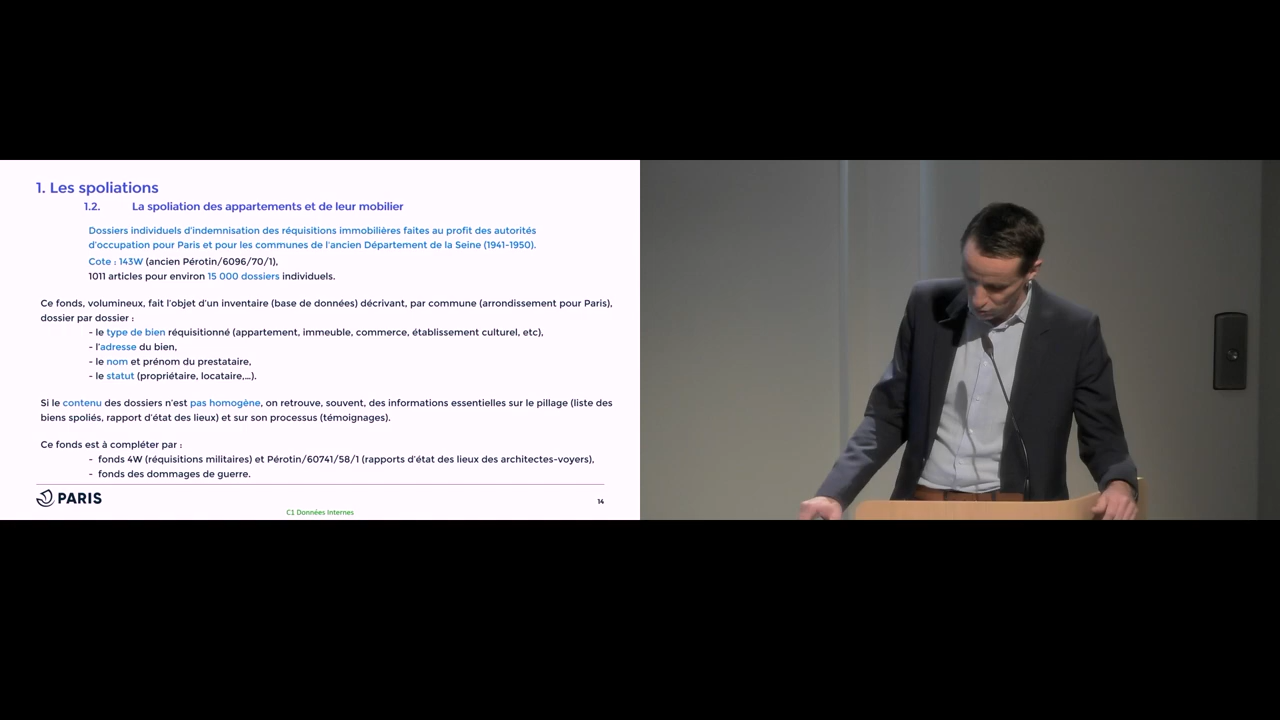 1. Les spoliations
1.2. La spoliation des appartements et de leur mobilier
Dossiers individuels d'indemnisation des réquisitions immobilières faites au profit des autorités
d'occupation pour Paris et pour les communes de l'ancien Département de la Seine (1941-1950).
Cote : 143W (ancien Pérotin/6096/70/1),
1011 articles pour environ 15 000 dossiers individuels.
Ce fonds, volumineux, fait l'objet d'un inventaire (base de données) décrivant, par commune (arrondissement pour Paris),
dossier par dossier :
- le type de bien réquisitionné (appartement, immeuble, commerce, établissement culturel, etc),
- l'adresse du bien,
- le nom et prénom du prestataire,
- le statut (propriétaire, locataire,...).
Si le contenu des dossiers n'est pas homogène, on retrouve, souvent, des informations essentielles sur le pillage (liste des
biens spoliés, rapport d'état des lieux) et sur son processus (témoignages).
Ce fonds est à compléter par :
- fonds 4W (réquisitions militaires) et Pérotin/60741/58/1 (rapports d'état des lieux des architectes-voyers),
- fonds des dommages de guerre.
PARIS
14
C1 Données Internes